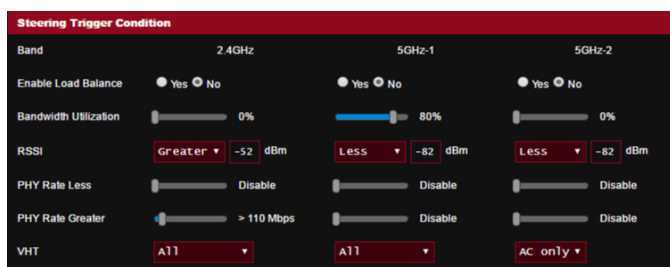 Steering Trigger Condition
Band 2.4GHz 5GHz-1 5GHz-2
Enable Load Balance Yes No Yes No Yes No
Bandwidth Utilization 0% 80% 0%
RSSI Greater -52 dBm Less -82 dBm Less -82 dBm
PHY Rate Less Disable Disable Disable
PHY Rate Greater > 110 Mbps Disable Disable
VHT All All AC only